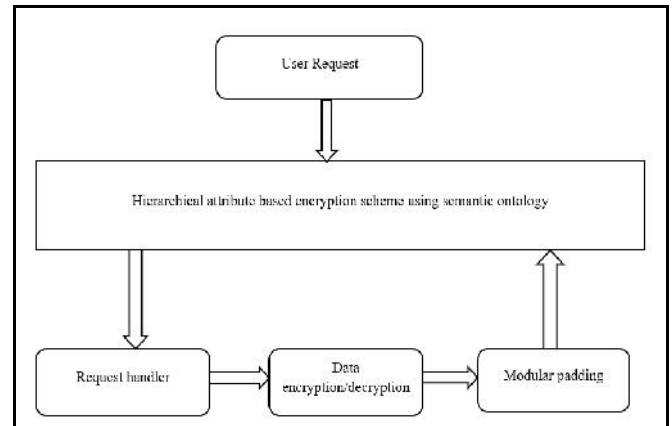 User Request
Hierarchical attribute based encryption scheme using semantic ontology
Request handler
Data
encryption/decryption
Modular padding